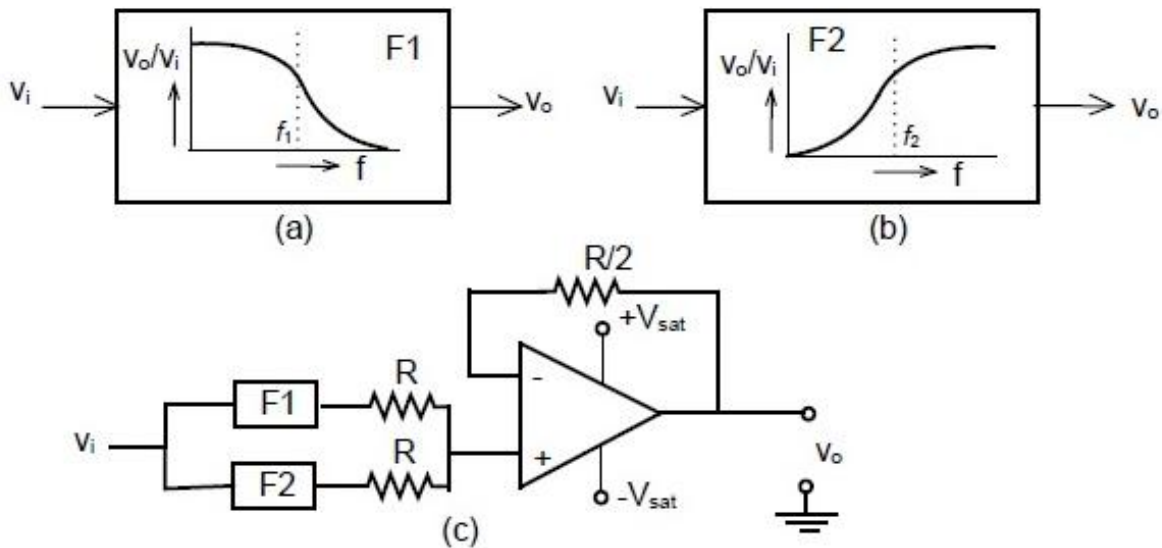 F1
vₒ/vᵢ
vᵢ
vₒ
f₁
f
(a)
F2
vₒ/vᵢ
vᵢ
vₒ
f₂
f
(b)
R/2
+Vsat
-
R
F1
vᵢ
R
+
F2
vₒ
-Vsat
(c)